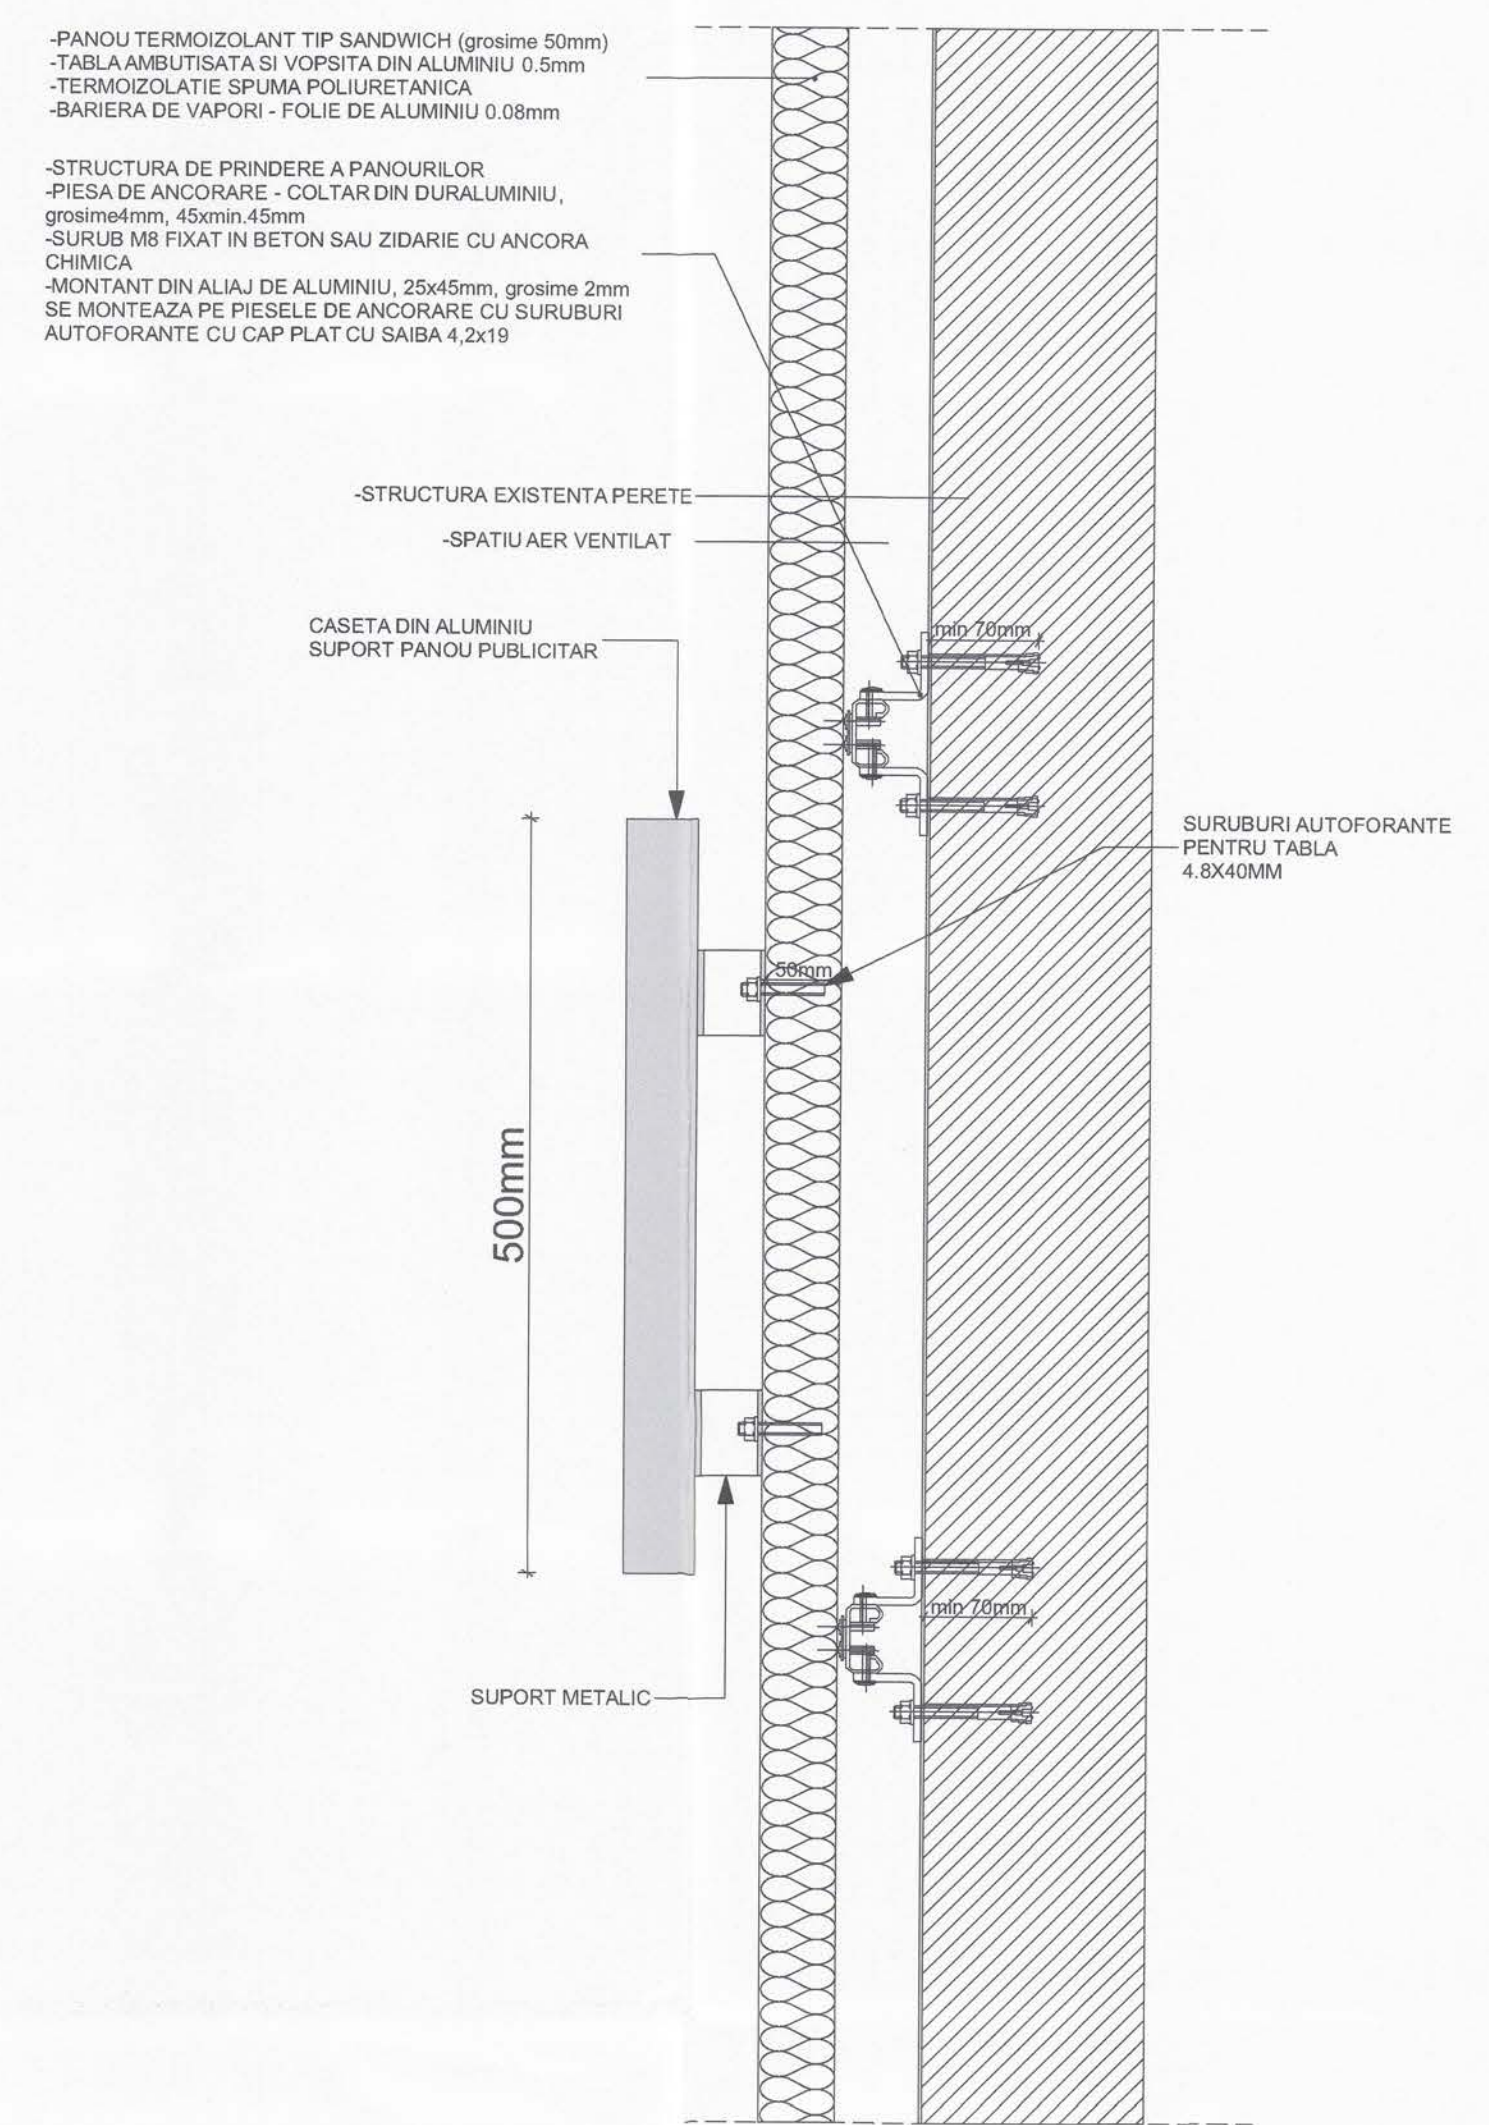 -PANOU TERMOIZOLANT TIP SANDWICH (grosime 50mm)
-TABLA AMBUTISATA SI VOPSITA DIN ALUMINIU 0.5mm
-TERMOIZOLATIE SPUMA POLIURETANICA
-BARIERA DE VAPORI - FOLIE DE ALUMINIU 0.08mm
-STRUCTURA DE PRINDERE A PANOURILOR
-PIESA DE ANCORARE - COLTAR DIN DURALUMINIU,
grosime4mm, 45xmin.45mm
-SURUB M8 FIXAT IN BETON SAU ZIDARIE CU ANCORA
CHIMICA
-MONTANT DIN ALIAJ DE ALUMINIU, 25x45mm, grosime 2mm
SE MONTEAZA PE PIESELE DE ANCORARE CU SURUBURI
AUTOFORANTE CU CAP PLAT CU SAIBA 4,2x19
-STRUCTURA EXISTENTA PERETE
-SPATIU AER VENTILAT
CASETA DIN ALUMINIU
SUPORT PANOU PUBLICITAR
min 70mm
SURUBURI AUTOFORANTE
PENTRU TABLA
4.8X40MM
50mm
500mm
min 70mm
SUPORT METALIC